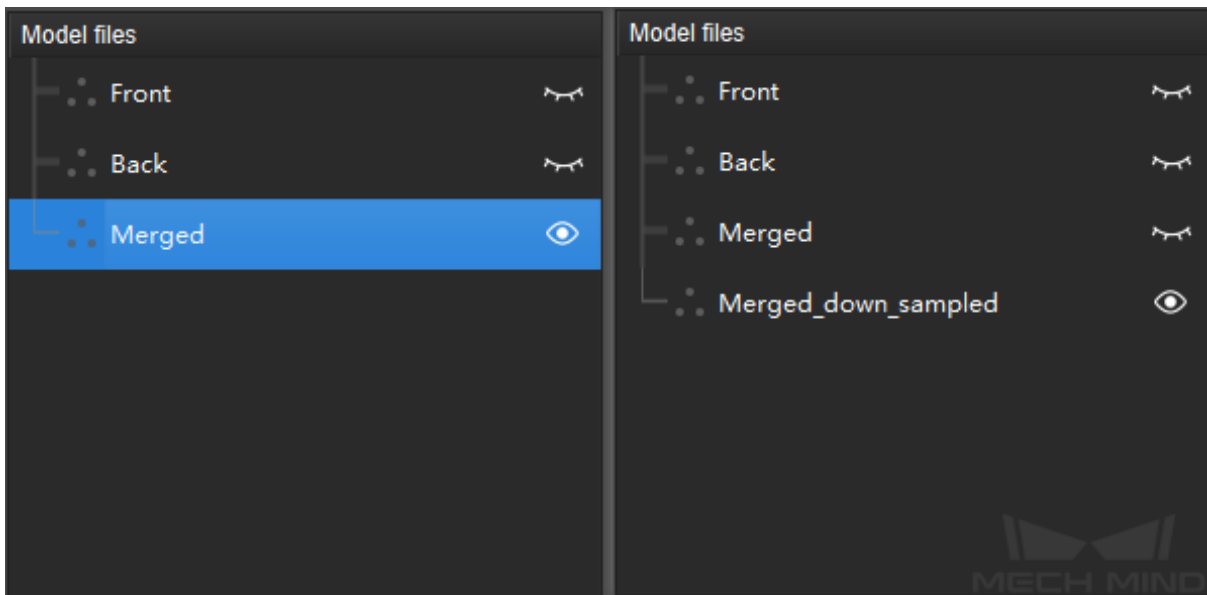 Model files
Front
Back
Merged
Model files
Front
Back
Merged
Merged_down_sampled
MECH MIND